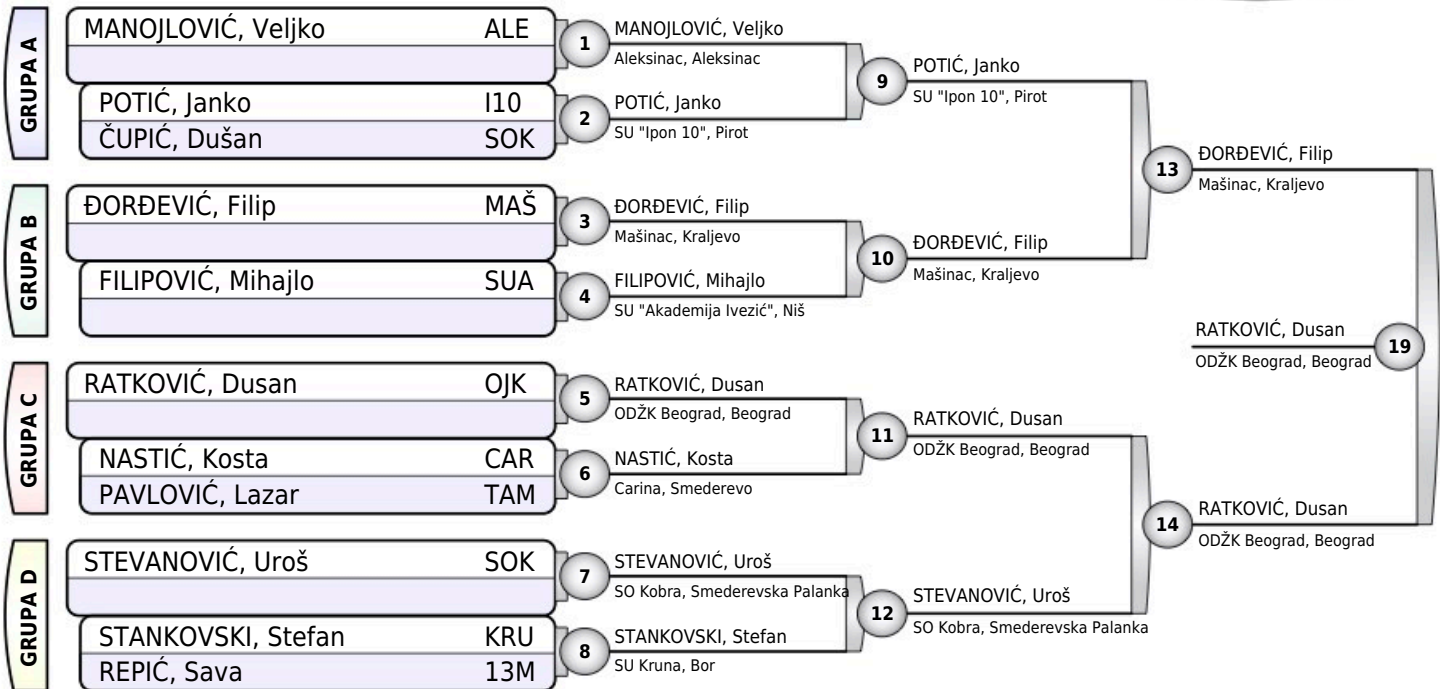 GRUPA A
MANOJLOVIĆ, Veljko ALE
POTIĆ, Janko I10
ČUPIĆ, Dušan SOK
GRUPA B
ĐORĐEVIĆ, Filip MAŠ
FILIPOVIĆ, Mihajlo SUA
GRUPA C
RATKOVIĆ, Dusan OJK
NASTIĆ, Kosta CAR
PAVLOVIĆ, Lazar TAM
GRUPA D
STEVANOVIĆ, Uroš SOK
STANKOVSKI, Stefan KRU
REPIĆ, Sava 13M
1
MANOJLOVIĆ, Veljko
Aleksinac, Aleksinac
2
POTIĆ, Janko
SU "Ipon 10", Pirot
3
ĐORĐEVIĆ, Filip
Mašinac, Kraljevo
4
FILIPOVIĆ, Mihajlo
SU "Akademija Ivezić", Niš
5
RATKOVIĆ, Dusan
ODŽK Beograd, Beograd
6
NASTIĆ, Kosta
Carina, Smederevo
7
STEVANOVIĆ, Uroš
SO Kobra, Smederevska Palanka
8
STANKOVSKI, Stefan
SU Kruna, Bor
9
POTIĆ, Janko
SU "Ipon 10", Pirot
10
ĐORĐEVIĆ, Filip
Mašinac, Kraljevo
11
RATKOVIĆ, Dusan
ODŽK Beograd, Beograd
12
STEVANOVIĆ, Uroš
SO Kobra, Smederevska Palanka
13
ĐORĐEVIĆ, Filip
Mašinac, Kraljevo
14
RATKOVIĆ, Dusan
ODŽK Beograd, Beograd
RATKOVIĆ, Dusan
ODŽK Beograd, Beograd
19